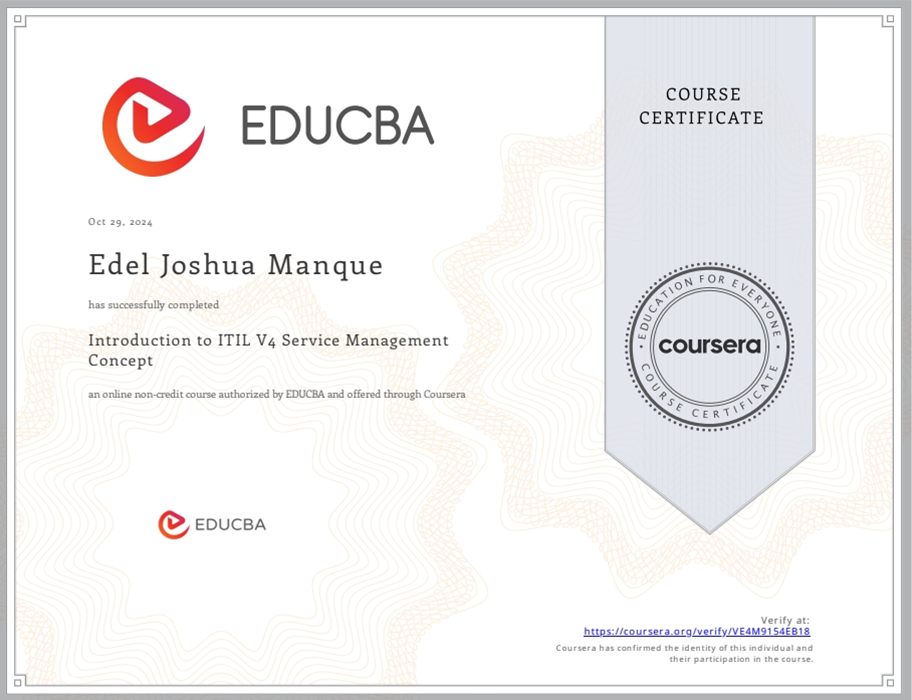 EDUCBA
COURSE
CERTIFICATE
Oct 29, 2024
Edel Joshua Manque
has successfully completed
Introduction to ITIL V4 Service Management
Concept
an online non-credit course authorized by EDUCBA and offered through Coursera
EDUCATION FOR EVERYONE
coursera
COURSE CERTIFICATE
EDUCBA
Verify at:
https://coursera.org/verify/VE4M9154EB18
Coursera has confirmed the identity of this individual and
their participation in the course.